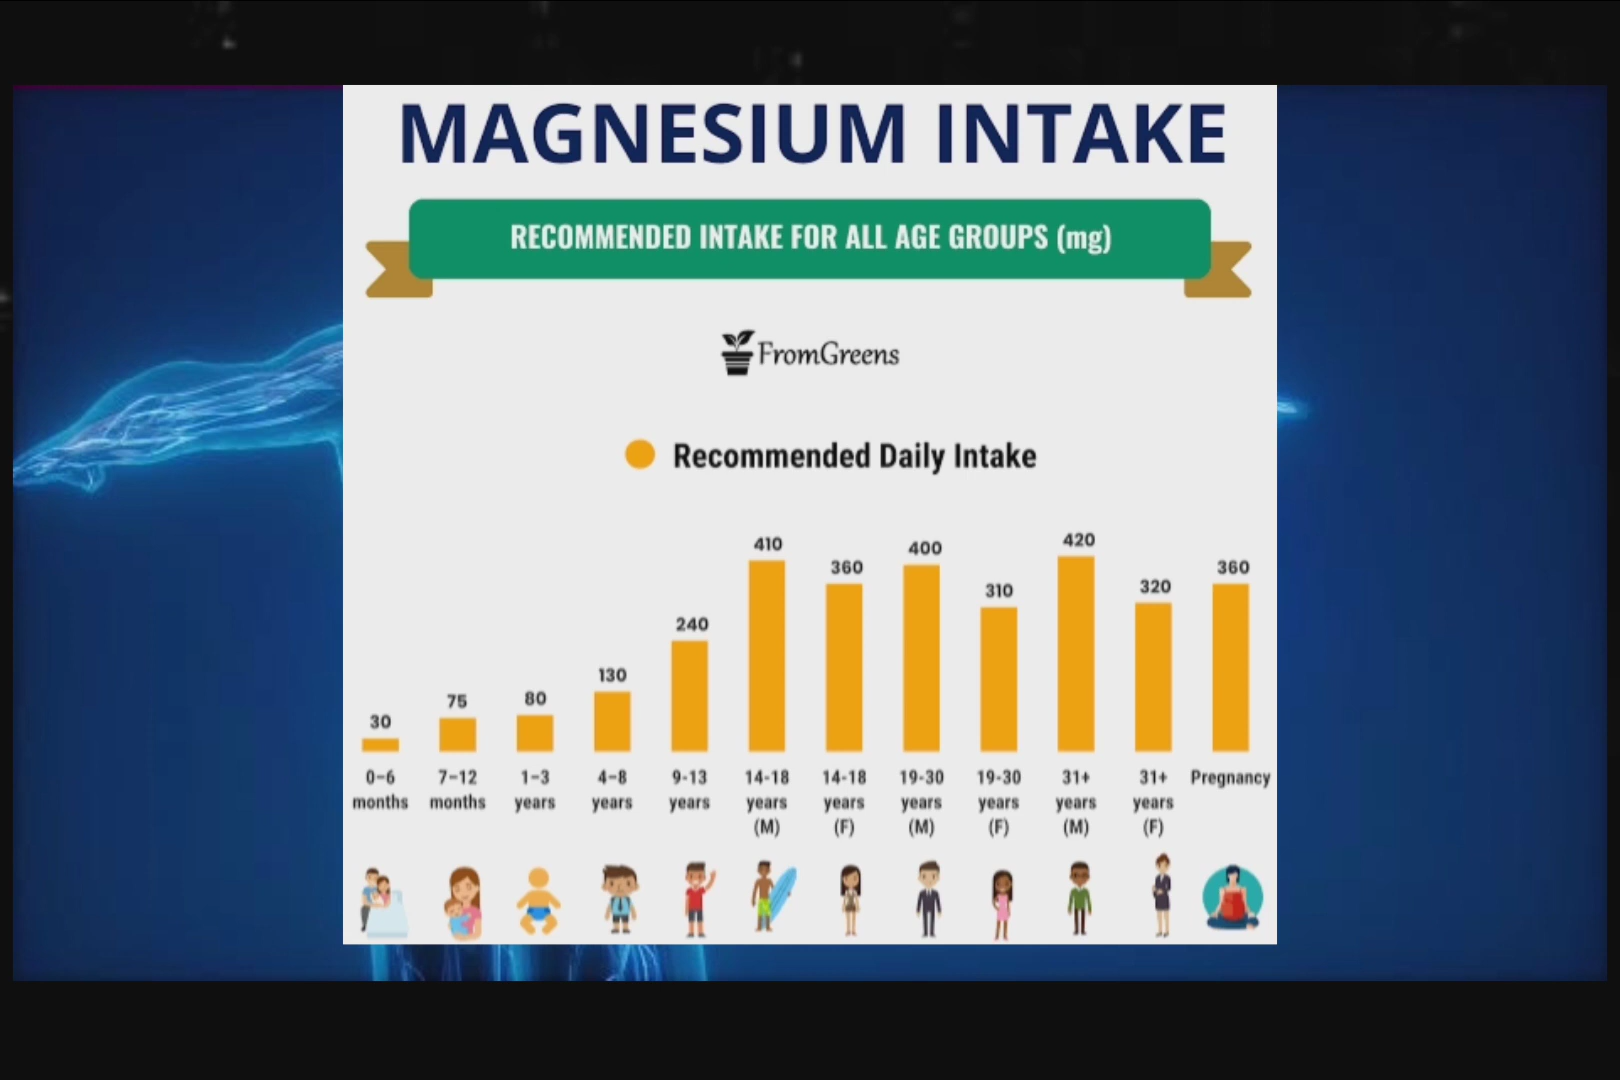 MAGNESIUM INTAKE
RECOMMENDED INTAKE FOR ALL AGE GROUPS (mg)
FromGreens
Recommended Daily Intake
30
75
80
130
240
410
360
400
310
420
320
360
0–6 months
7–12 months
1–3 years
4–8 years
9-13 years
14-18 years (M)
14-18 years (F)
19-30 years (M)
19-30 years (F)
31+ years (M)
31+ years (F)
Pregnancy